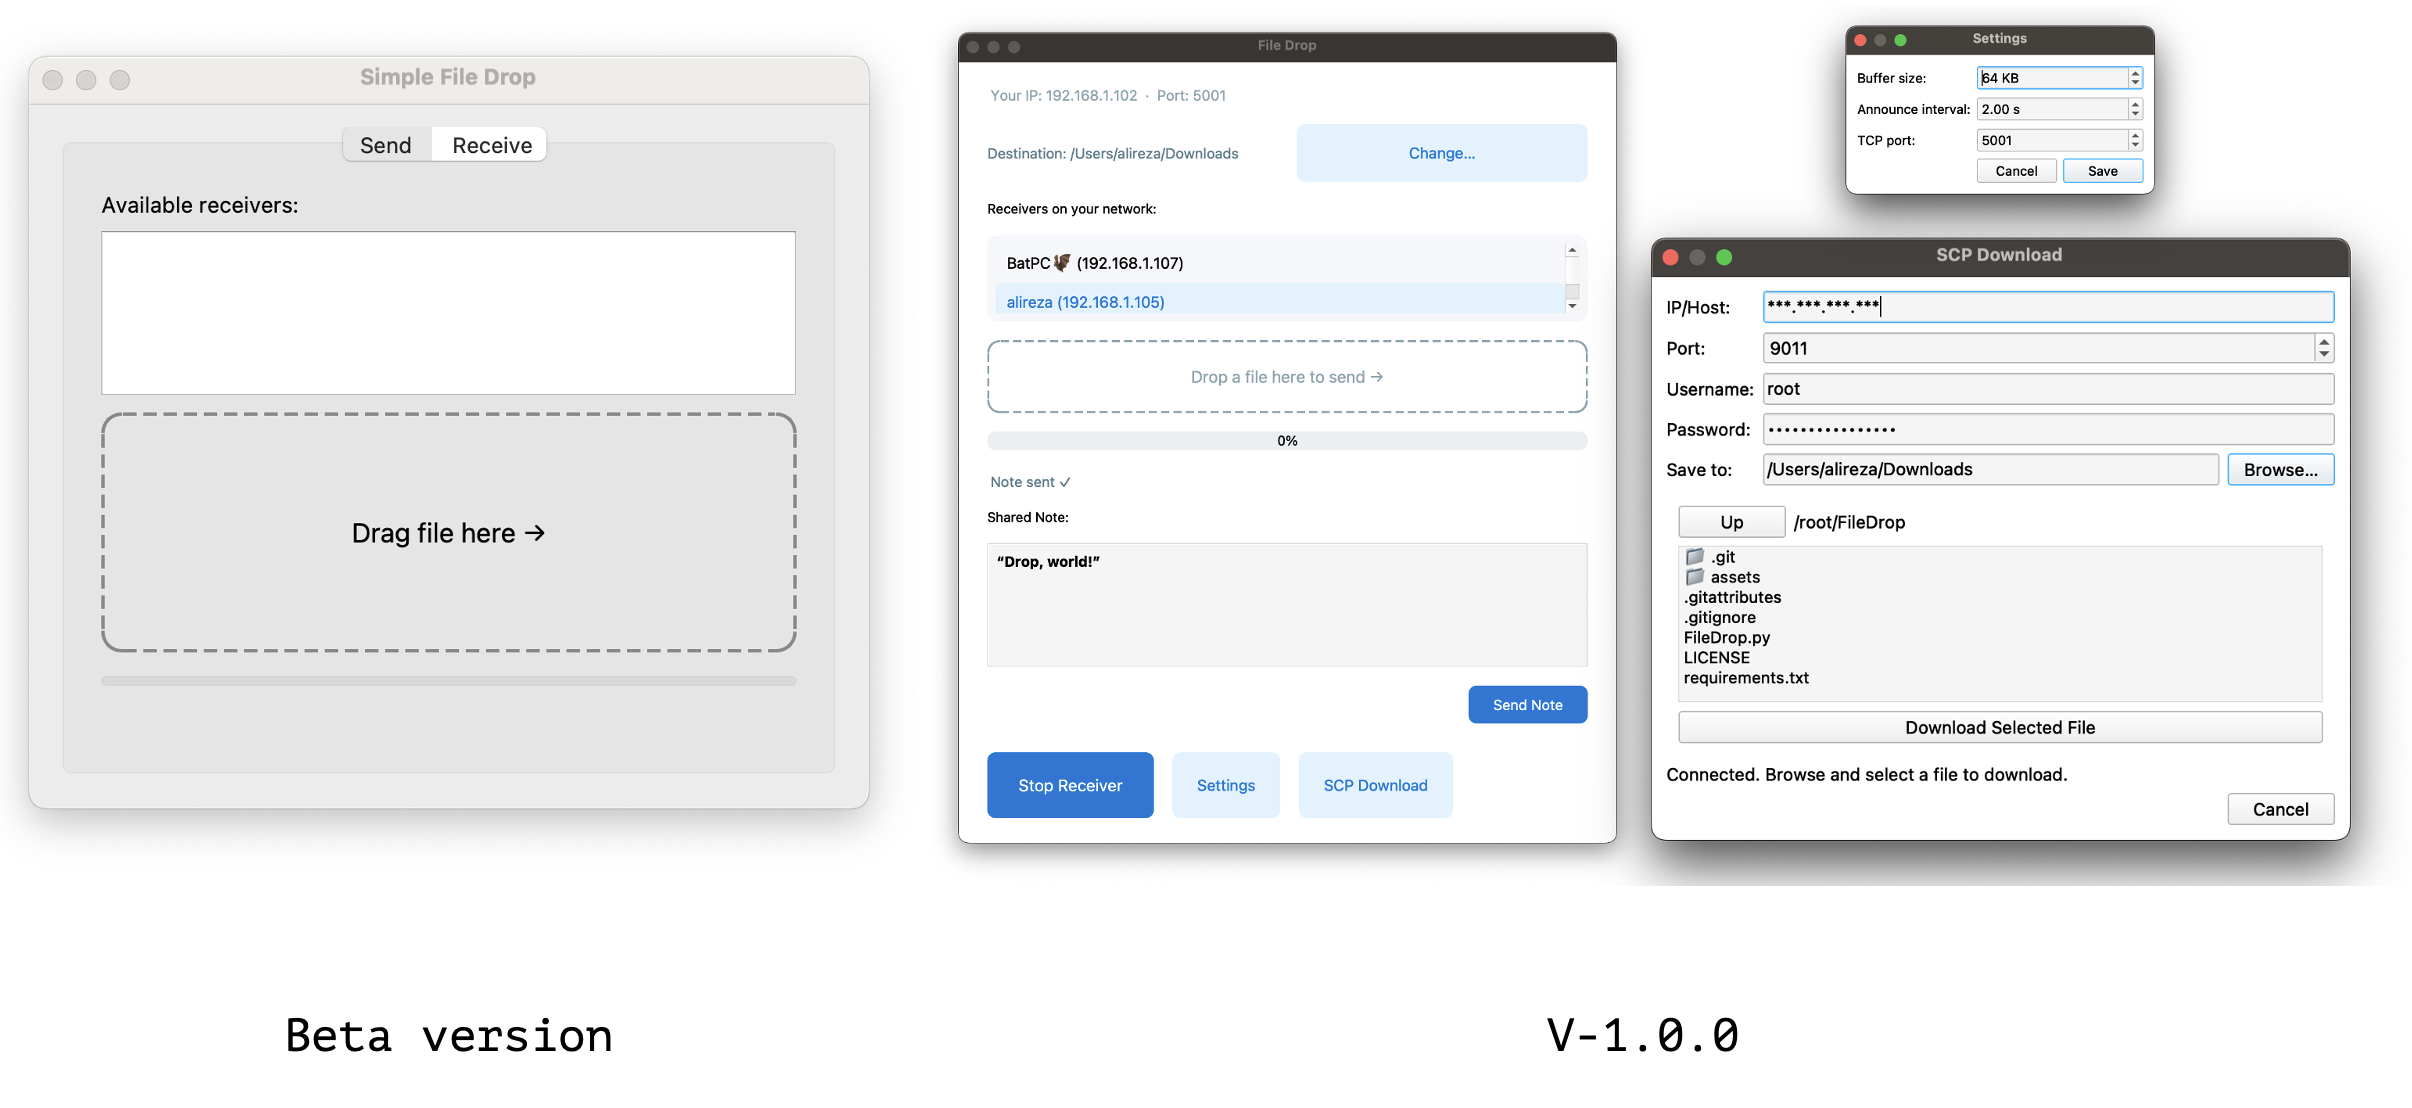 Simple File Drop
Send
Receive
Available receivers:
Drag file here →
File Drop
Your IP: 192.168.1.102 · Port: 5001
Destination: /Users/alireza/Downloads
Change...
Receivers on your network:
BatPC🦇 (192.168.1.107)
alireza (192.168.1.105)
Drop a file here to send →
0%
Note sent ✓
Shared Note:
“Drop, world!”
Send Note
Stop Receiver
Settings
SCP Download
Settings
Buffer size: 64 KB
Announce interval: 2.00 s
TCP port: 5001
Cancel
Save
SCP Download
IP/Host: ***.***.***.***
Port: 9011
Username: root
Password: ••••••••••••••••
Save to: /Users/alireza/Downloads
Browse...
Up
/root/FileDrop
.git
assets
.gitattributes
.gitignore
FileDrop.py
LICENSE
requirements.txt
Download Selected File
Connected. Browse and select a file to download.
Cancel
Beta version
V-1.0.0